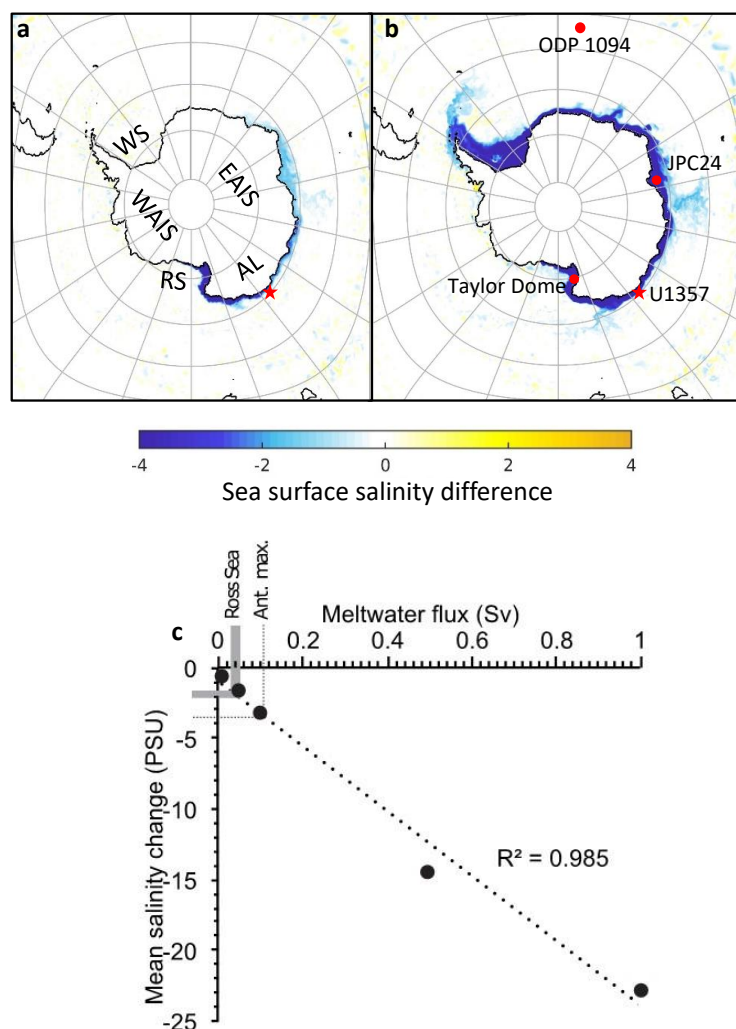 a
WS
EAIS
WAIS
RS
AL
b
ODP 1094
JPC24
Taylor Dome
U1357
-4 -2 0 2 4
Sea surface salinity difference
Ross Sea
Ant. max.
c
Meltwater flux (Sv)
0 0.2 0.4 0.6 0.8 1
0
-5
-10
-15
-20
-25
Mean salinity change (PSU)
R² = 0.985